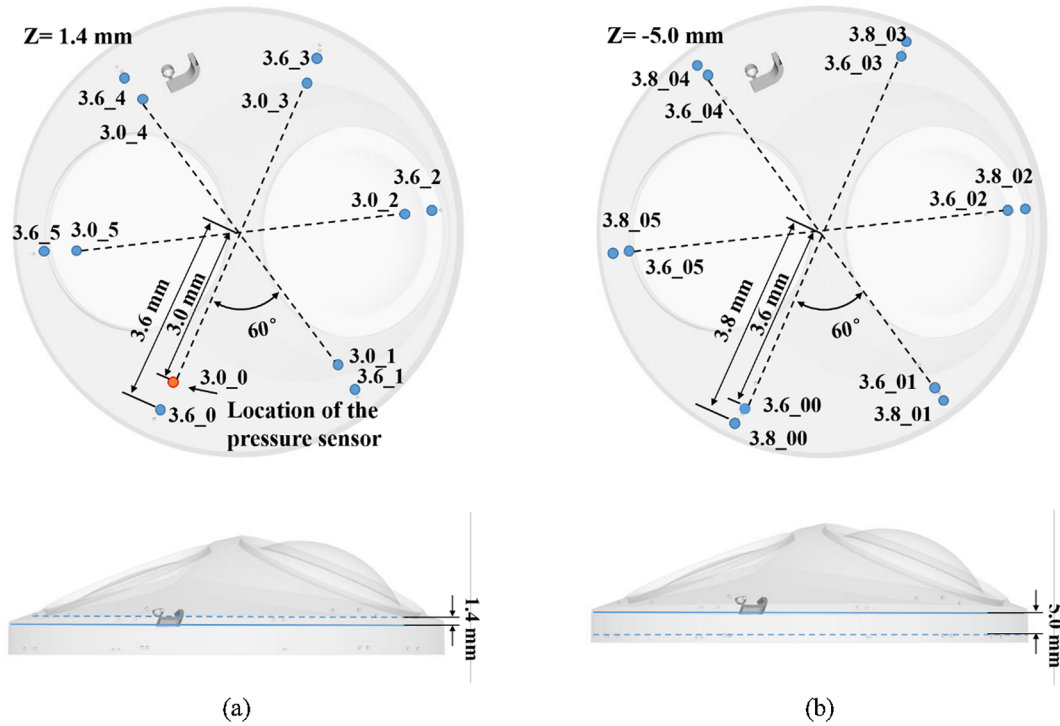 Z= 1.4 mm
3.6_3
3.0_3
3.6_4
3.0_4
3.6_2
3.0_2
3.6_5
3.0_5
3.6 mm
3.0 mm
60°
3.0_1
3.6_1
3.0_0
3.6_0
Location of the
pressure sensor
1.4 mm
(a)
Z= -5.0 mm
3.8_03
3.6_03
3.8_04
3.6_04
3.8_02
3.6_02
3.8_05
3.6_05
3.8 mm
3.6 mm
60°
3.6_01
3.8_01
3.6_00
3.8_00
5.0 mm
(b)